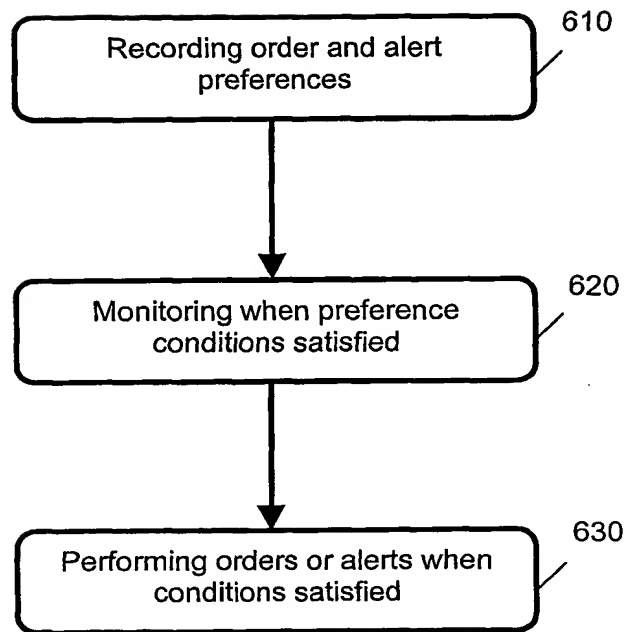 610
Recording order and alert
preferences
620
Monitoring when preference
conditions satisfied
630
Performing orders or alerts when
conditions satisfied